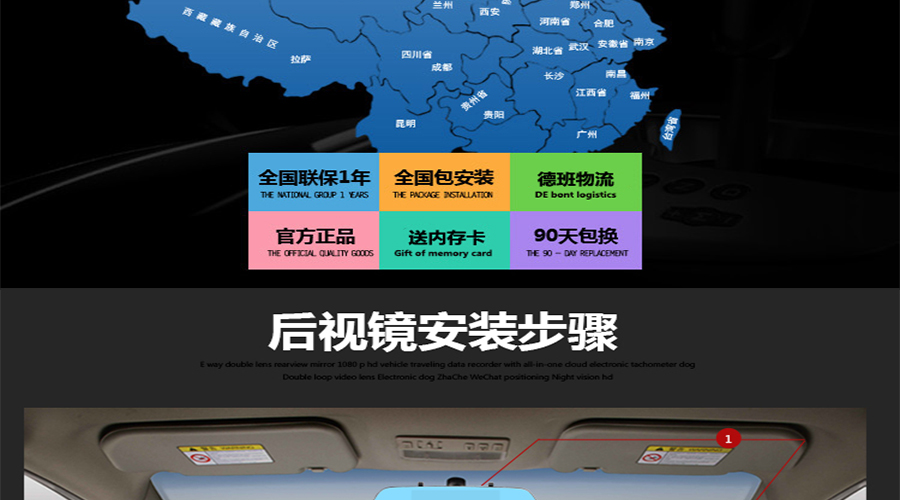 兰州
西安
郑州
河南省
合肥
西藏藏族自治区
拉萨
四川省
成都
湖北省
武汉
安徽省
南京
长沙
南昌
江西省
福州
贵州省
贵阳
昆明
广州
台湾省
全国联保1年
THE NATIONAL GROUP 1 YEARS
全国包安装
THE PACKAGE INSTALLATION
德班物流
DE bont logistics
官方正品
THE OFFICIAL QUALITY GOODS
送内存卡
Gift of memory card
90天包换
THE 90 - DAY REPLACEMENT
后视镜安装步骤
E way double lens rearview mirror 1080 p hd vehicle traveling data recorder with all-in-one cloud electronic tachometer dog
Double loop video lens Electronic dog ZhaChe WeChat positioning Night vision hd
1